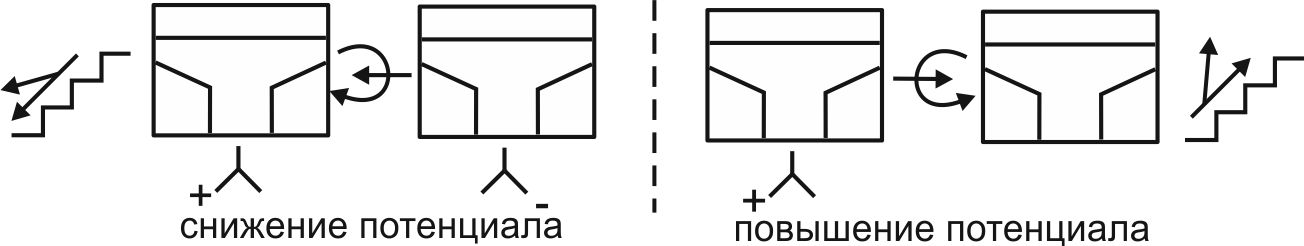 +
-
снижение потенциала
+
повышение потенциала